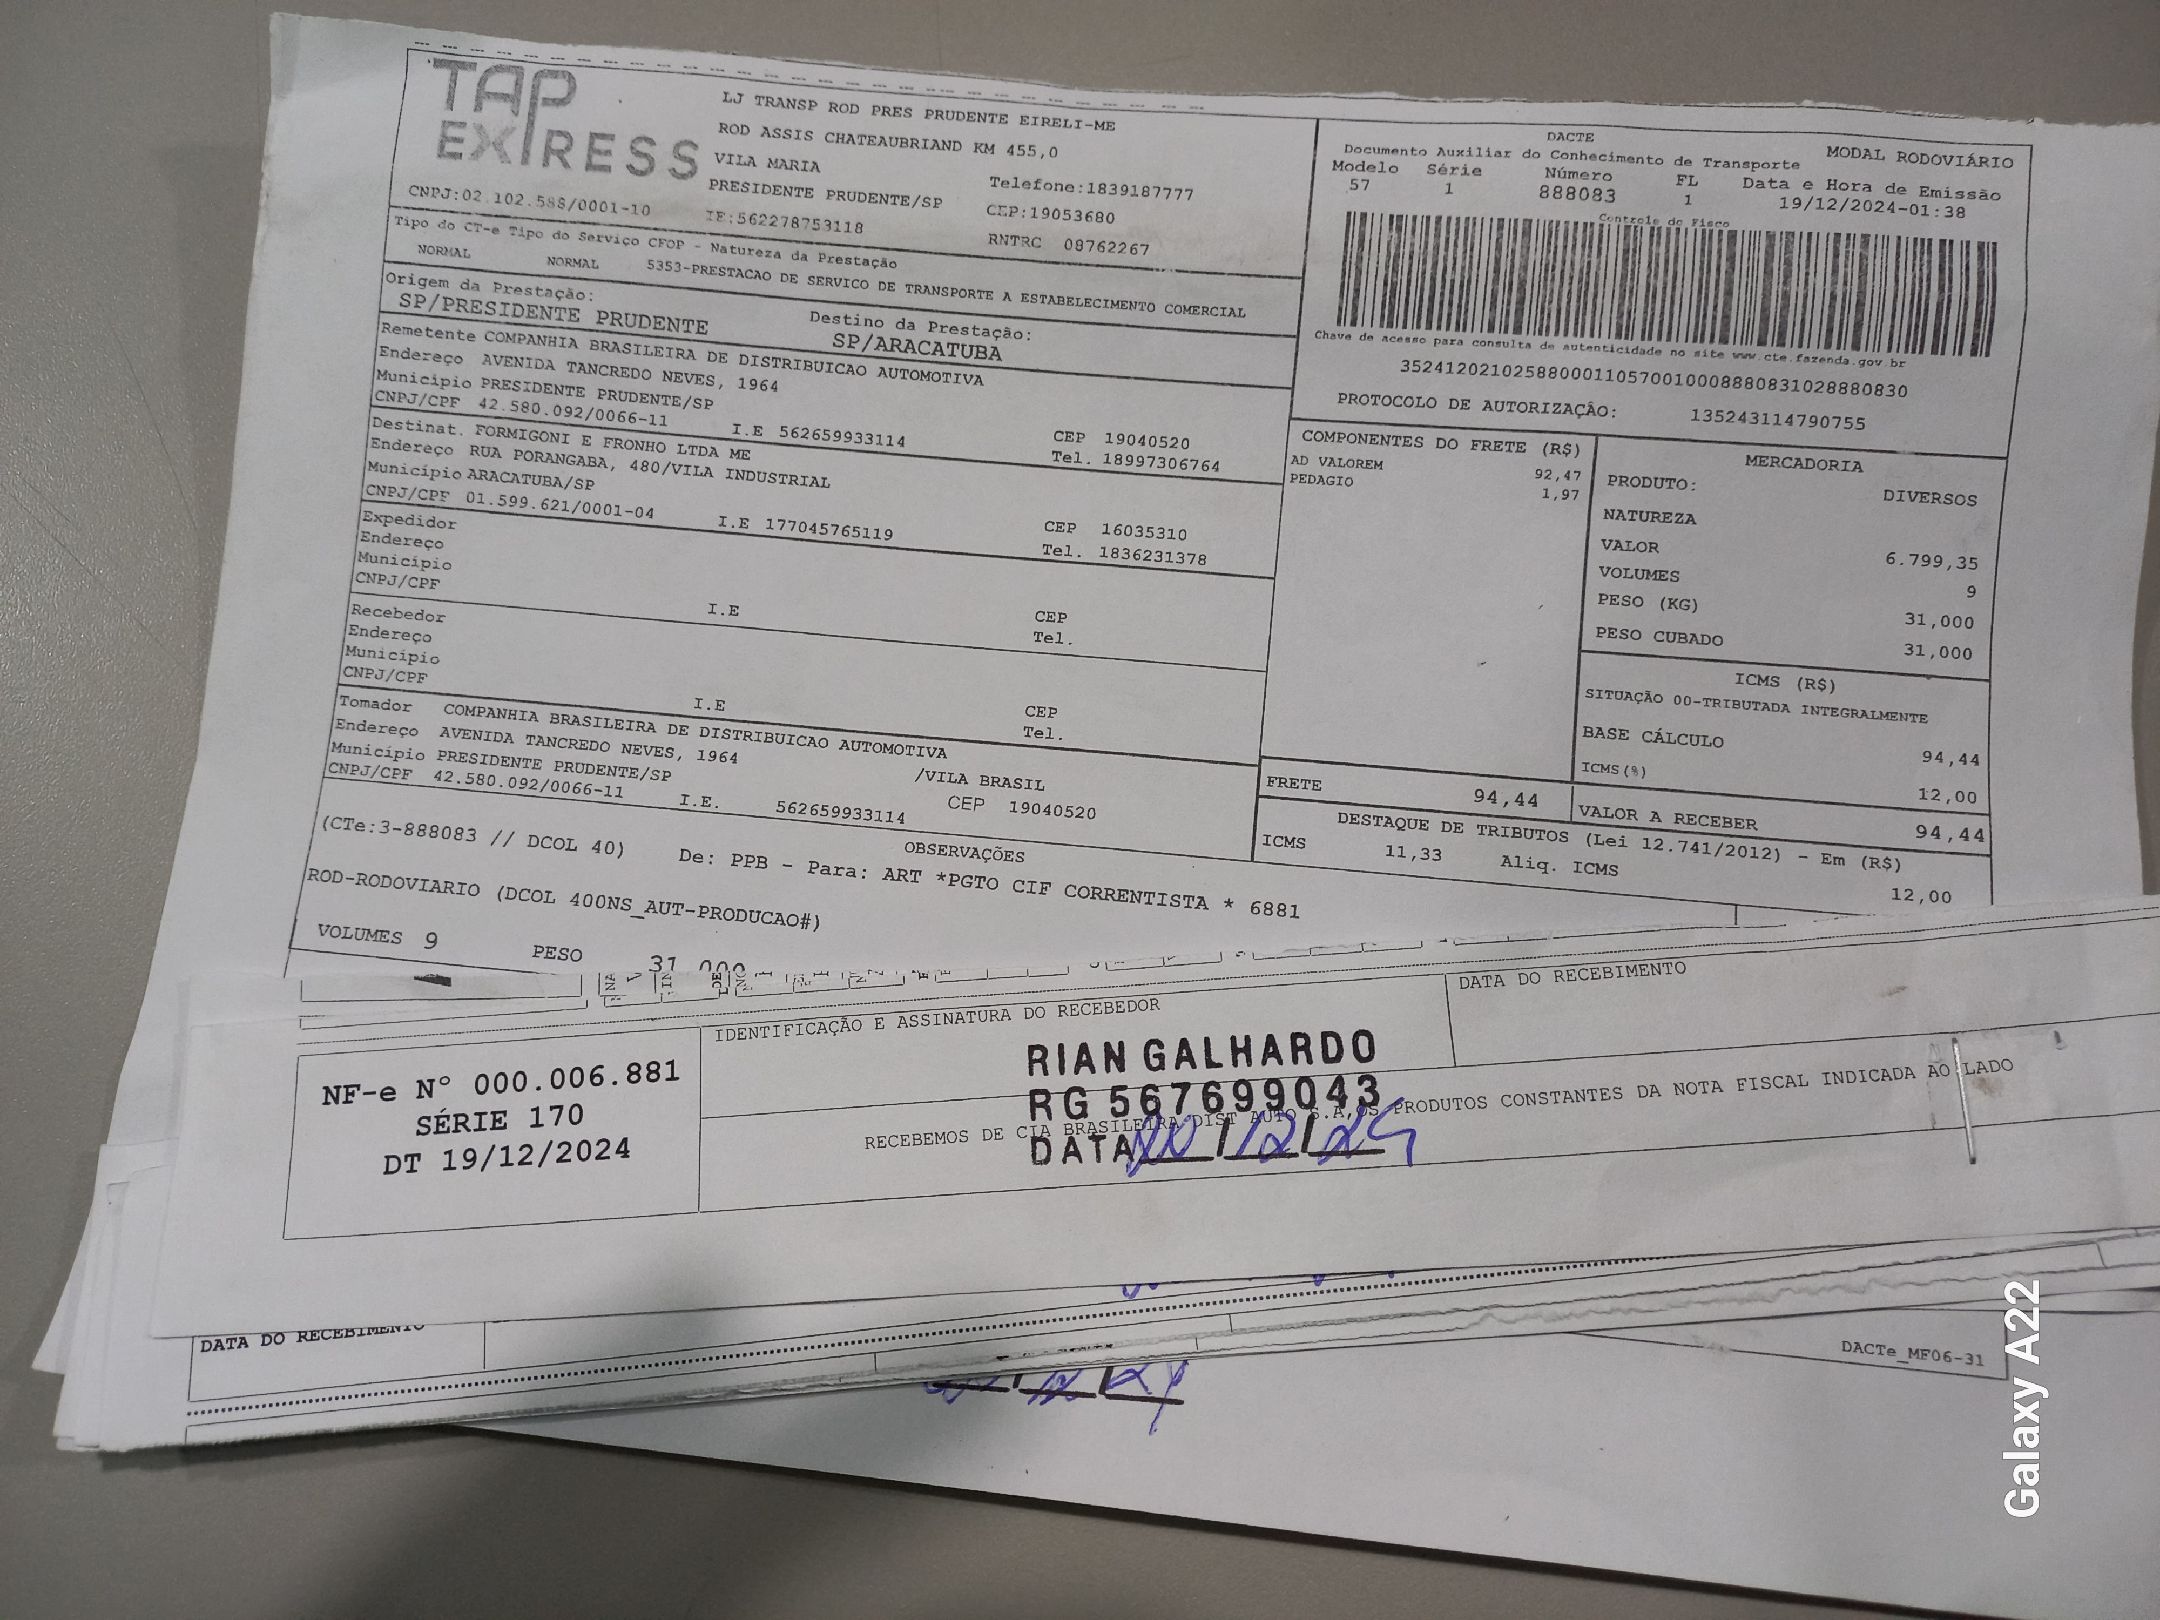 TAP EXPRESS
LJ TRANSP ROD PRES PRUDENTE EIRELI-ME
ROD ASSIS CHATEAUBRIAND KM 455,0
VILA MARIA
Telefone:1839187777
PRESIDENTE PRUDENTE/SP
CEP:19053680
CNPJ:02.102.588/0001-10
IE:562278753118
RNTRC 08762267
Tipo do CT-e Tipo do Serviço CFOP - Natureza da Prestação
NORMAL NORMAL 5353-PRESTACAO DE SERVICO DE TRANSPORTE A ESTABELECIMENTO COMERCIAL
Origem da Prestação:
SP/PRESIDENTE PRUDENTE
Destino da Prestação:
SP/ARACATUBA
Remetente COMPANHIA BRASILEIRA DE DISTRIBUICAO AUTOMOTIVA
Endereço AVENIDA TANCREDO NEVES, 1964
Município PRESIDENTE PRUDENTE/SP
CEP 19040520
CNPJ/CPF 42.580.092/0066-11 I.E 562659933114 Tel. 18997306764
Destinat. FORMIGONI E FRONHO LTDA ME
Endereço RUA PORANGABA, 480/VILA INDUSTRIAL
Município ARACATUBA/SP
CEP 16035310
CNPJ/CPF 01.599.621/0001-04 I.E 177045765119 Tel. 1836231378
Expedidor
Endereço
Município
CEP
CNPJ/CPF I.E Tel.
Recebedor
Endereço
Município
CEP
CNPJ/CPF I.E Tel.
Tomador COMPANHIA BRASILEIRA DE DISTRIBUICAO AUTOMOTIVA
Endereço AVENIDA TANCREDO NEVES, 1964 /VILA BRASIL
Município PRESIDENTE PRUDENTE/SP CEP 19040520
CNPJ/CPF 42.580.092/0066-11 I.E. 562659933114
OBSERVAÇÕES
(CTe:3-888083 // DCOL 40) De: PPB - Para: ART *PGTO CIF CORRENTISTA * 6881
ROD-RODOVIARIO (DCOL 400NS_AUT-PRODUCAO#)
VOLUMES 9 PESO 31,000
DACTE
Documento Auxiliar do Conhecimento de Transporte
MODAL RODOVIÁRIO
Modelo Série Número FL Data e Hora de Emissão
57 1 888083 1 19/12/2024-01:38
Controle do Fisco
Chave de acesso para consulta de autenticidade no site www.cte.fazenda.gov.br
35241202102588000110570010008880831028880830
PROTOCOLO DE AUTORIZAÇÃO: 135243114790755
COMPONENTES DO FRETE (R$)
AD VALOREM 92,47
PEDAGIO 1,97
MERCADORIA
PRODUTO: DIVERSOS
NATUREZA
VALOR 6.799,35
VOLUMES 9
PESO (KG) 31,000
PESO CUBADO 31,000
ICMS (R$)
SITUAÇÃO 00-TRIBUTADA INTEGRALMENTE
BASE CÁLCULO 94,44
ICMS(%) 12,00
FRETE 94,44 VALOR A RECEBER 94,44
DESTAQUE DE TRIBUTOS (Lei 12.741/2012) - Em (R$)
ICMS 11,33 Aliq. ICMS 12,00
NF-e Nº 000.006.881
SÉRIE 170
DT 19/12/2024
IDENTIFICAÇÃO E ASSINATURA DO RECEBEDOR
DATA DO RECEBIMENTO
RIAN GALHARDO
RG 567699043
RECEBEMOS DE CIA BRASILEIRA DIST AUTO S.A,OS PRODUTOS CONSTANTES DA NOTA FISCAL INDICADA AO LADO
DATA 20/12/24
DATA DO RECEBIMENTO
DACTe_MF06-31
Galaxy A22